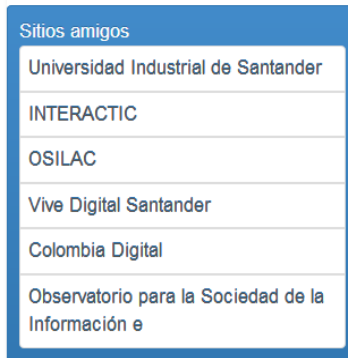 Sitios amigos
Universidad Industrial de Santander
INTERACTIC
OSILAC
Vive Digital Santander
Colombia Digital
Observatorio para la Sociedad de la
Información e